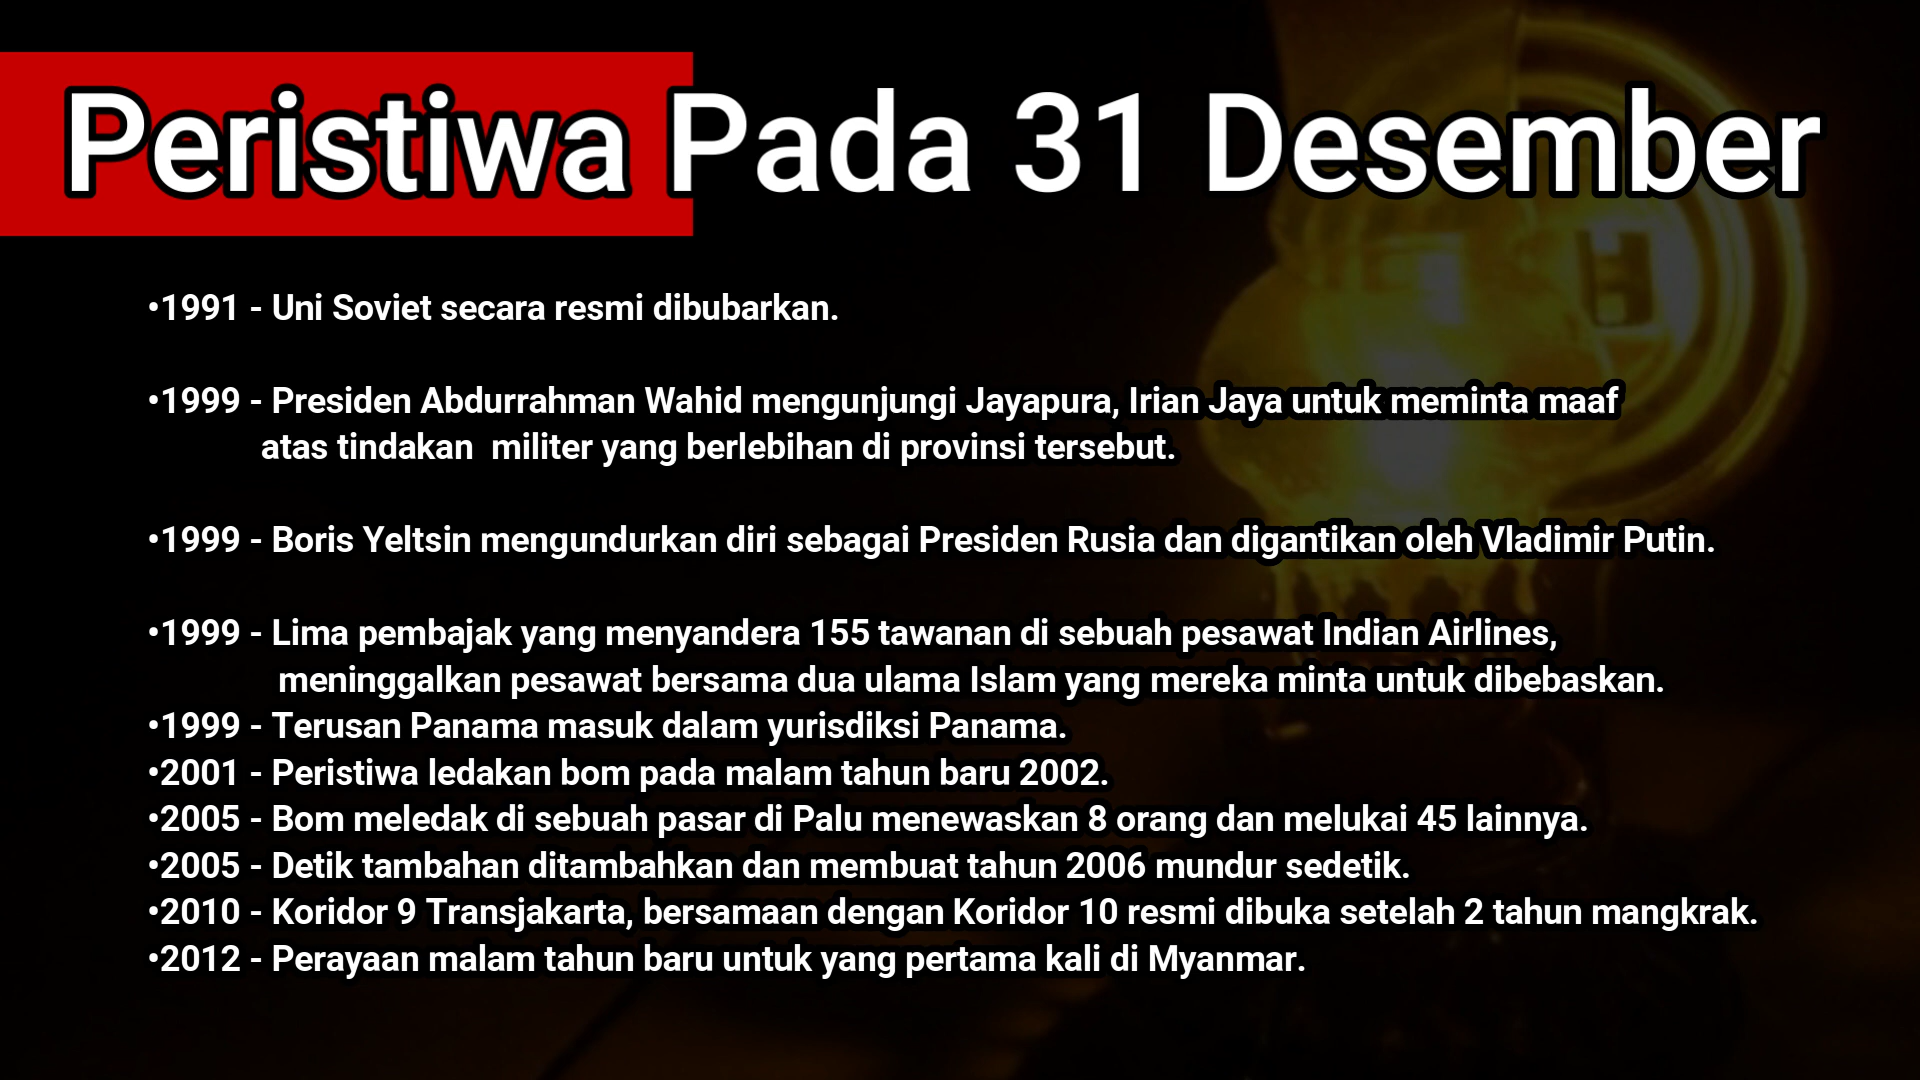 Peristiwa Pada 31 Desember
•1991 - Uni Soviet secara resmi dibubarkan.
•1999 - Presiden Abdurrahman Wahid mengunjungi Jayapura, Irian Jaya untuk meminta maaf
atas tindakan  militer yang berlebihan di provinsi tersebut.
•1999 - Boris Yeltsin mengundurkan diri sebagai Presiden Rusia dan digantikan oleh Vladimir Putin.
•1999 - Lima pembajak yang menyandera 155 tawanan di sebuah pesawat Indian Airlines,
meninggalkan pesawat bersama dua ulama Islam yang mereka minta untuk dibebaskan.
•1999 - Terusan Panama masuk dalam yurisdiksi Panama.
•2001 - Peristiwa ledakan bom pada malam tahun baru 2002.
•2005 - Bom meledak di sebuah pasar di Palu menewaskan 8 orang dan melukai 45 lainnya.
•2005 - Detik tambahan ditambahkan dan membuat tahun 2006 mundur sedetik.
•2010 - Koridor 9 Transjakarta, bersamaan dengan Koridor 10 resmi dibuka setelah 2 tahun mangkrak.
•2012 - Perayaan malam tahun baru untuk yang pertama kali di Myanmar.